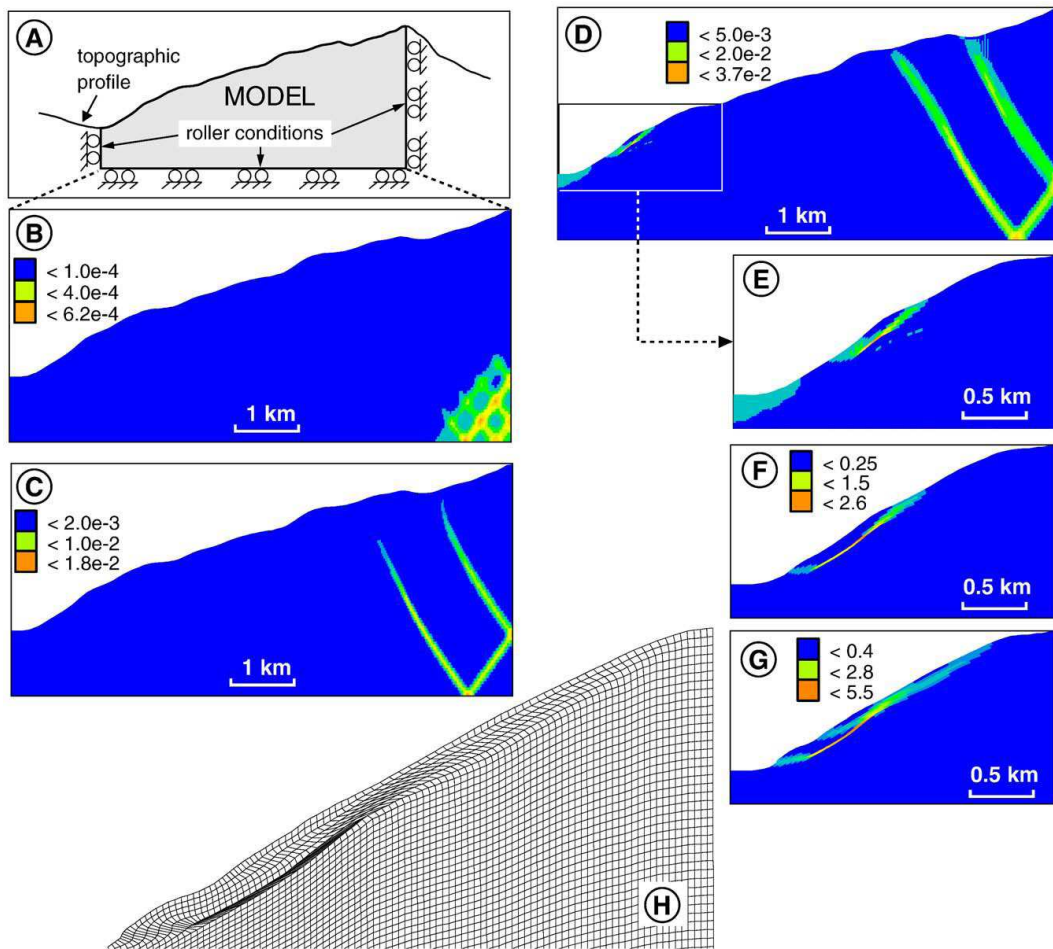 A
topographic
profile
MODEL
roller conditions
B
< 1.0e-4
< 4.0e-4
< 6.2e-4
1 km
C
< 2.0e-3
< 1.0e-2
< 1.8e-2
1 km
D
< 5.0e-3
< 2.0e-2
< 3.7e-2
1 km
E
0.5 km
F
< 0.25
< 1.5
< 2.6
0.5 km
G
< 0.4
< 2.8
< 5.5
0.5 km
H